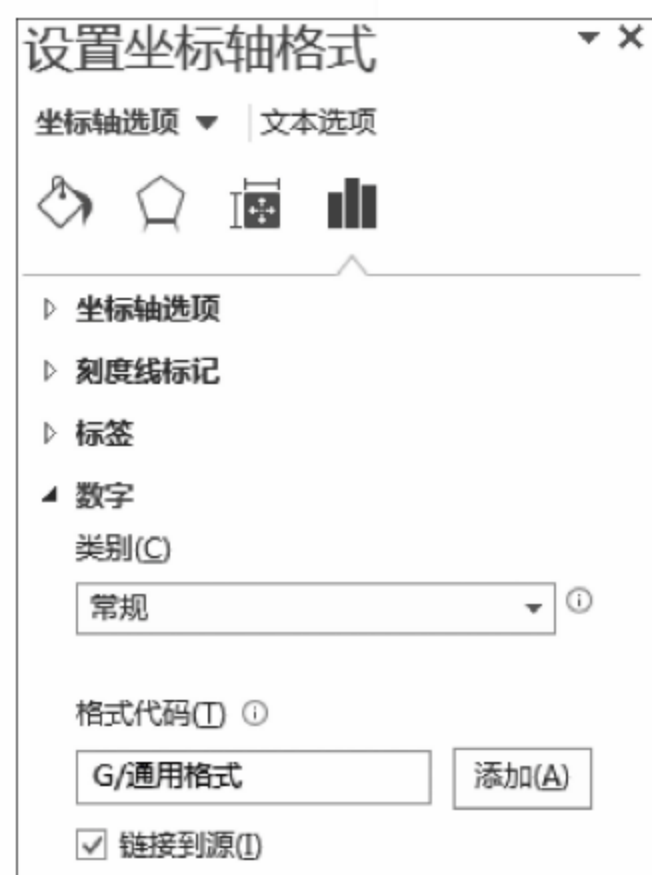 设置坐标轴格式
坐标轴选项 文本选项
坐标轴选项
刻度线标记
标签
数字
类别(C)
常规
格式代码(T)
G/通用格式 添加(A)
链接到源(I)